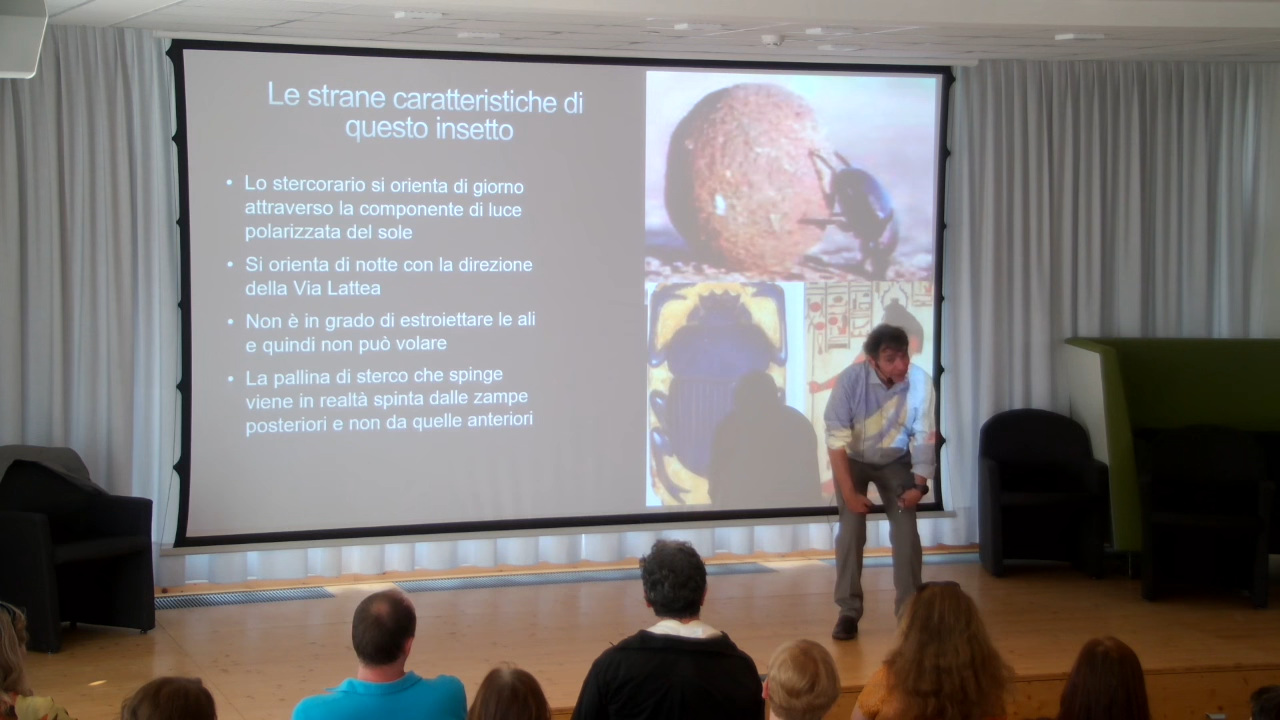 Le strane caratteristiche di
questo insetto
• Lo stercorario si orienta di giorno
attraverso la componente di luce
polarizzata del sole
• Si orienta di notte con la direzione
della Via Lattea
• Non è in grado di estroiettare le ali
e quindi non può volare
• La pallina di sterco che spinge
viene in realtà spinta dalle zampe
posteriori e non da quelle anteriori